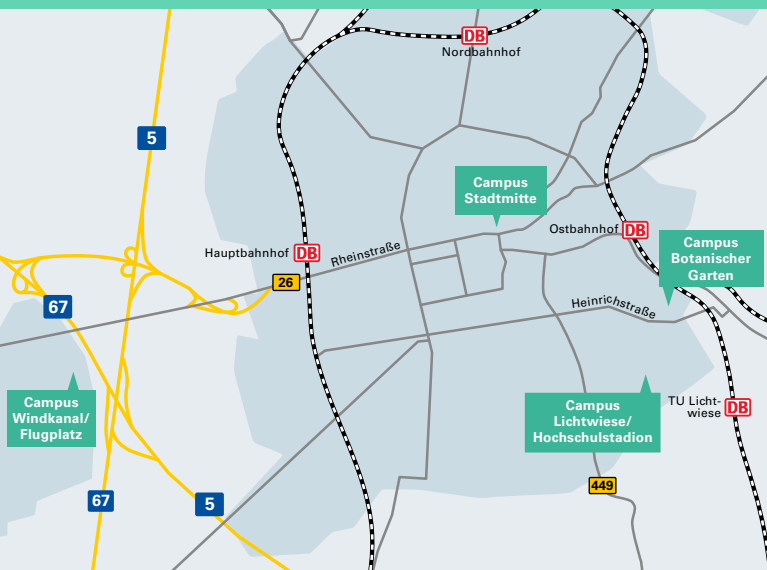 DB
Nordbahnhof
5
Campus
Stadtmitte
Ostbahnhof DB
Campus
Botanischer
Garten
Hauptbahnhof DB
Rheinstraße
26
67
Heinrichstraße
Campus
Windkanal/
Flugplatz
Campus
Lichtwiese/
Hochschulstadion
TU Licht-
wiese
DB
449
67
5